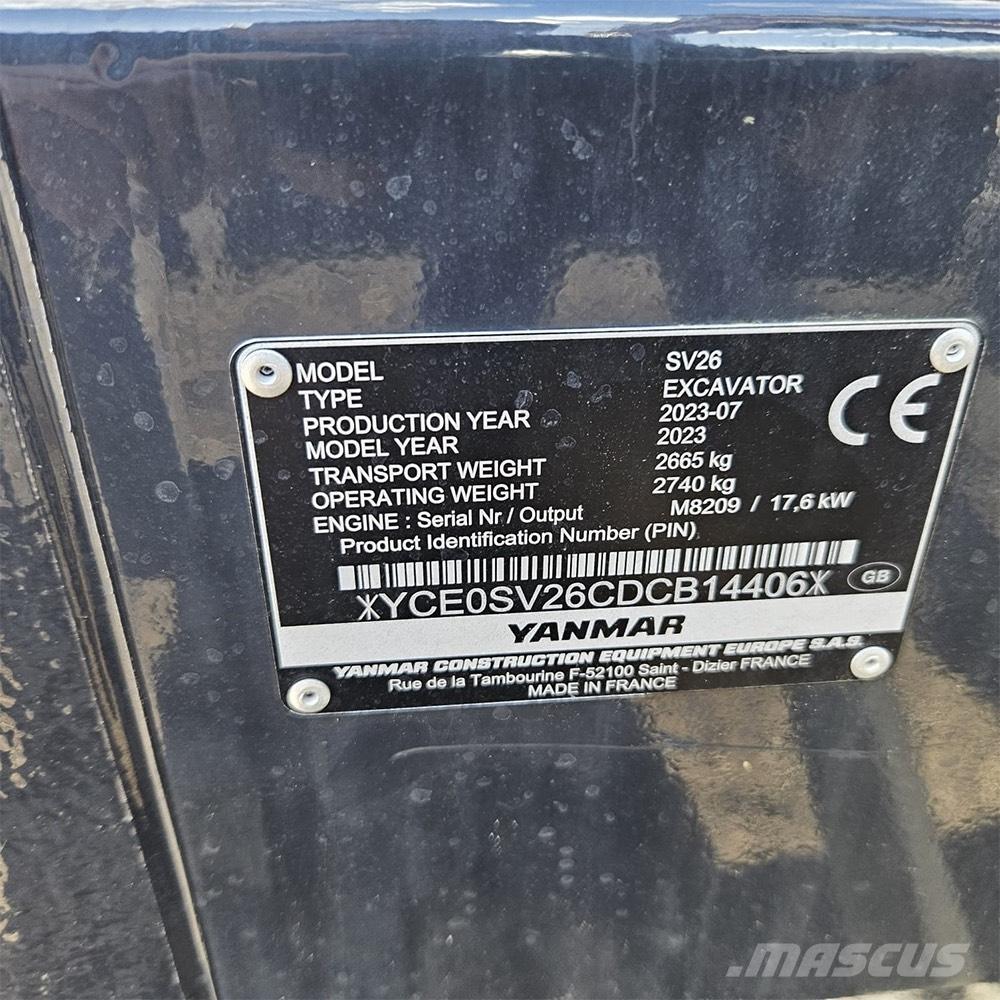 MODEL SV26
TYPE EXCAVATOR
PRODUCTION YEAR 2023-07
MODEL YEAR 2023
TRANSPORT WEIGHT 2665 kg
OPERATING WEIGHT 2740 kg
ENGINE : Serial Nr / Output M8209 / 17,6 kW
Product Identification Number (PIN)
CE
YCE0SV26CDCB14406
GB
YANMAR
YANMAR CONSTRUCTION EQUIPMENT EUROPE S.A.S.
Rue de la Tambourine F-52100 Saint - Dizier FRANCE
MADE IN FRANCE
.MASCUS